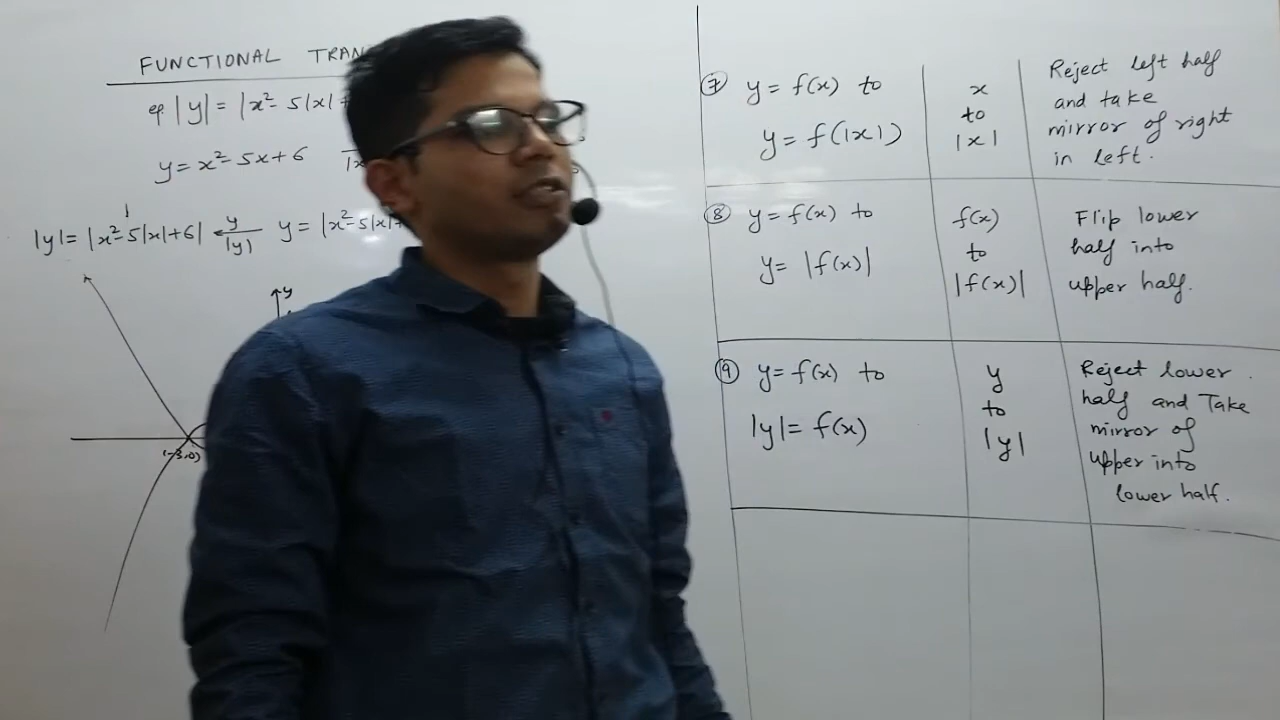 FUNCTIONAL TRAN
eg |y| = |x² - 5|x| +
y = x² - 5x + 6
|y| = |x² - 5|x| + 6| y/|y| y = |x² - 5|x| +
y
(-3,0)
⑦ y = f(x) to
y = f(|x|)
x
to
|x|
Reject left half
and take
mirror of right
in left.
⑧ y = f(x) to
y = |f(x)|
f(x)
to
|f(x)|
Flip lower
half into
upper half.
⑨ y = f(x) to
|y| = f(x)
y
to
|y|
Reject lower
half and Take
mirror of
upper into
lower half.